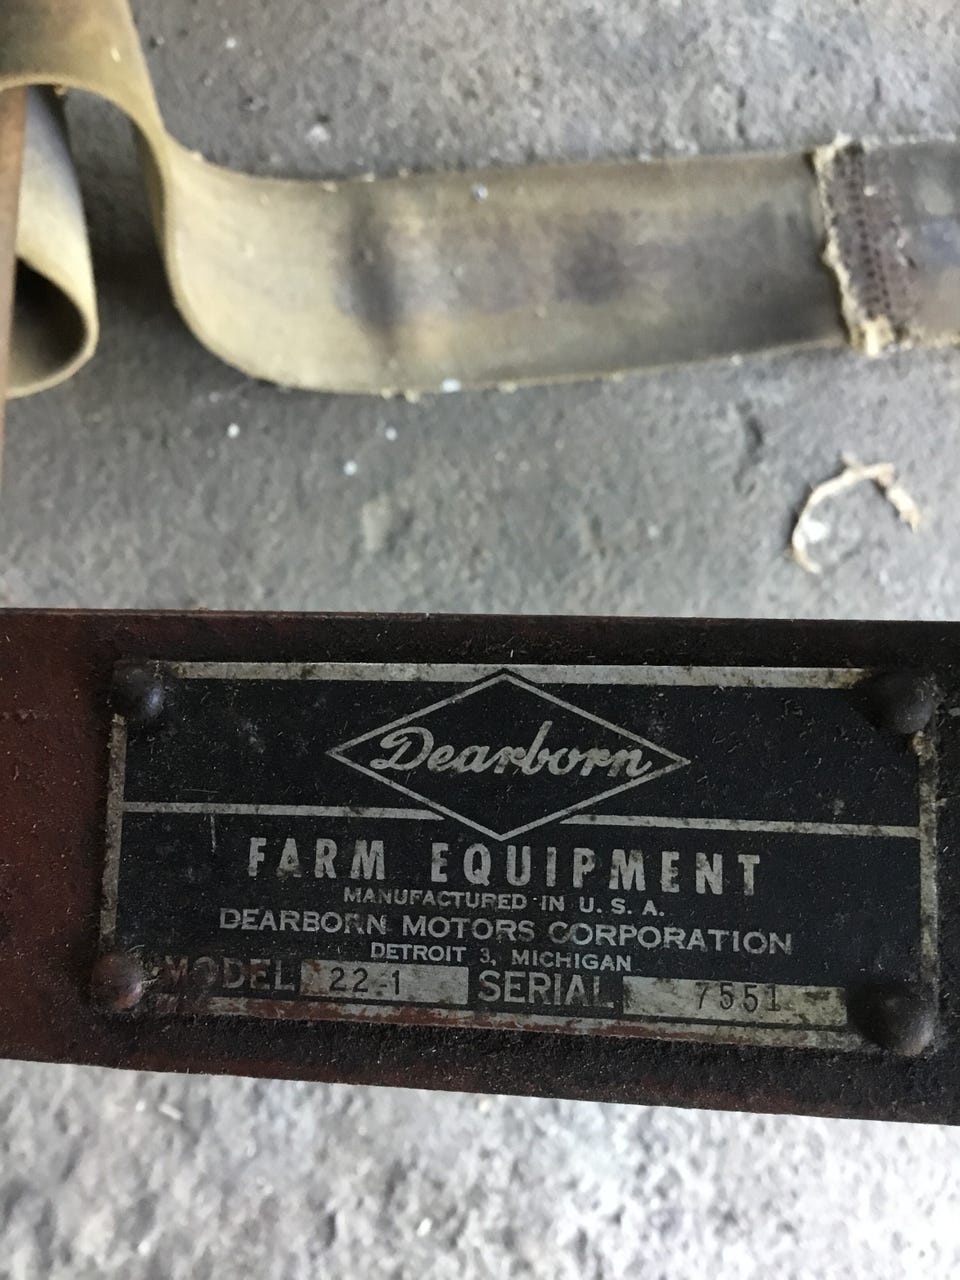 Dearborn
FARM EQUIPMENT
MANUFACTURED IN U. S. A.
DEARBORN MOTORS CORPORATION
DETROIT 3, MICHIGAN
MODEL 22-1 SERIAL 7551